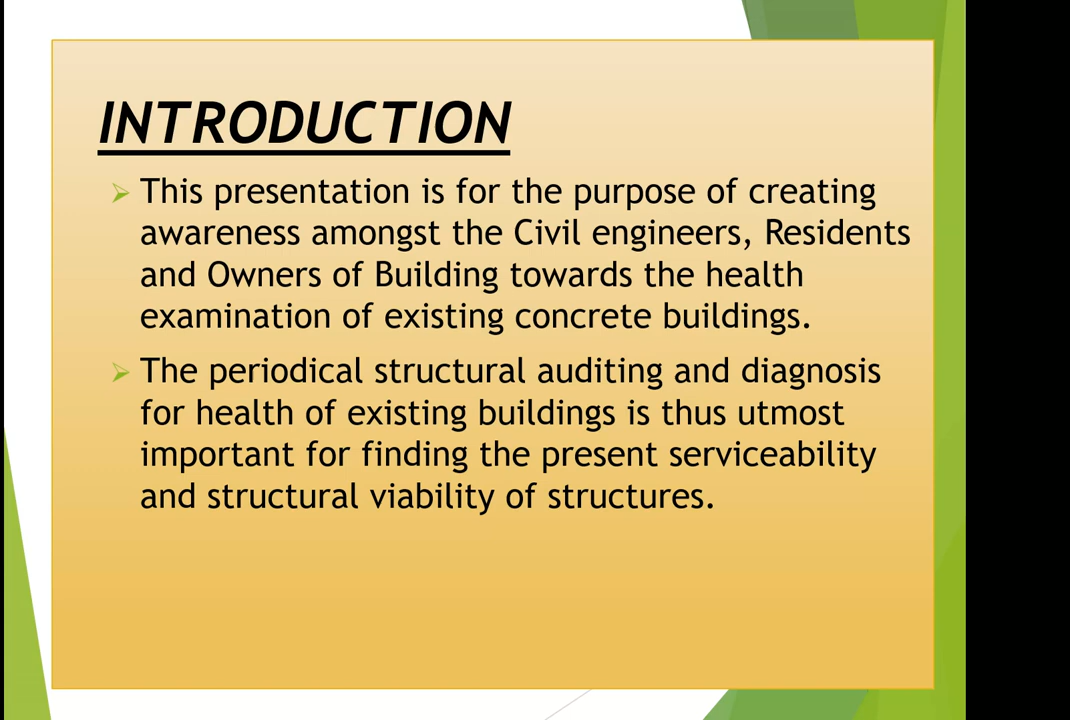 INTRODUCTION
This presentation is for the purpose of creating
awareness amongst the Civil engineers, Residents
and Owners of Building towards the health
examination of existing concrete buildings.
The periodical structural auditing and diagnosis
for health of existing buildings is thus utmost
important for finding the present serviceability
and structural viability of structures.